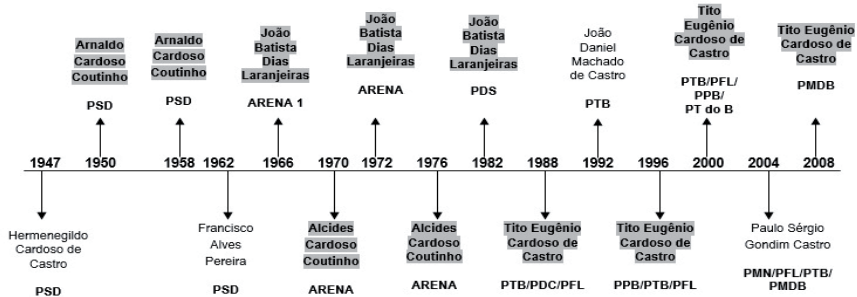 Arnaldo
Cardoso
Coutinho
PSD
Arnaldo
Cardoso
Coutinho
PSD
João
Batista
Dias
Laranjeiras
ARENA 1
João
Batista
Dias
Laranjeiras
ARENA
João
Batista
Dias
Laranjeiras
PDS
João
Daniel
Machado
de Castro
PTB
Tito
Eugênio
Cardoso de
Castro
PTB/PFL/
PPB/
PT do B
Tito Eugênio
Cardoso de
Castro
PMDB
1947 1950 1958 1962 1966 1970 1972 1976 1982 1988 1992 1996 2000 2004 2008
Hermenegildo
Cardoso de
Castro
PSD
Francisco
Alves
Pereira
PSD
Alcides
Cardoso
Coutinho
ARENA
Alcides
Cardoso
Coutinho
ARENA
Tito Eugênio
Cardoso de
Castro
PTB/PDC/PFL
Tito Eugênio
Cardoso de
Castro
PPB/PTB/PFL
Paulo Sérgio
Gondim Castro
PMN/PFL/PTB/
PMDB